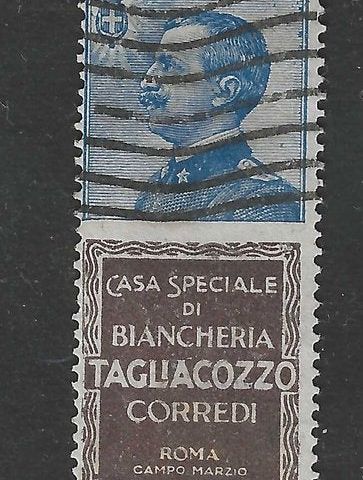 CASA SPECIALE
DI
BIANCHERIA
TAGLIACOZZO
CORREDI
ROMA
CAMPO MARZIO